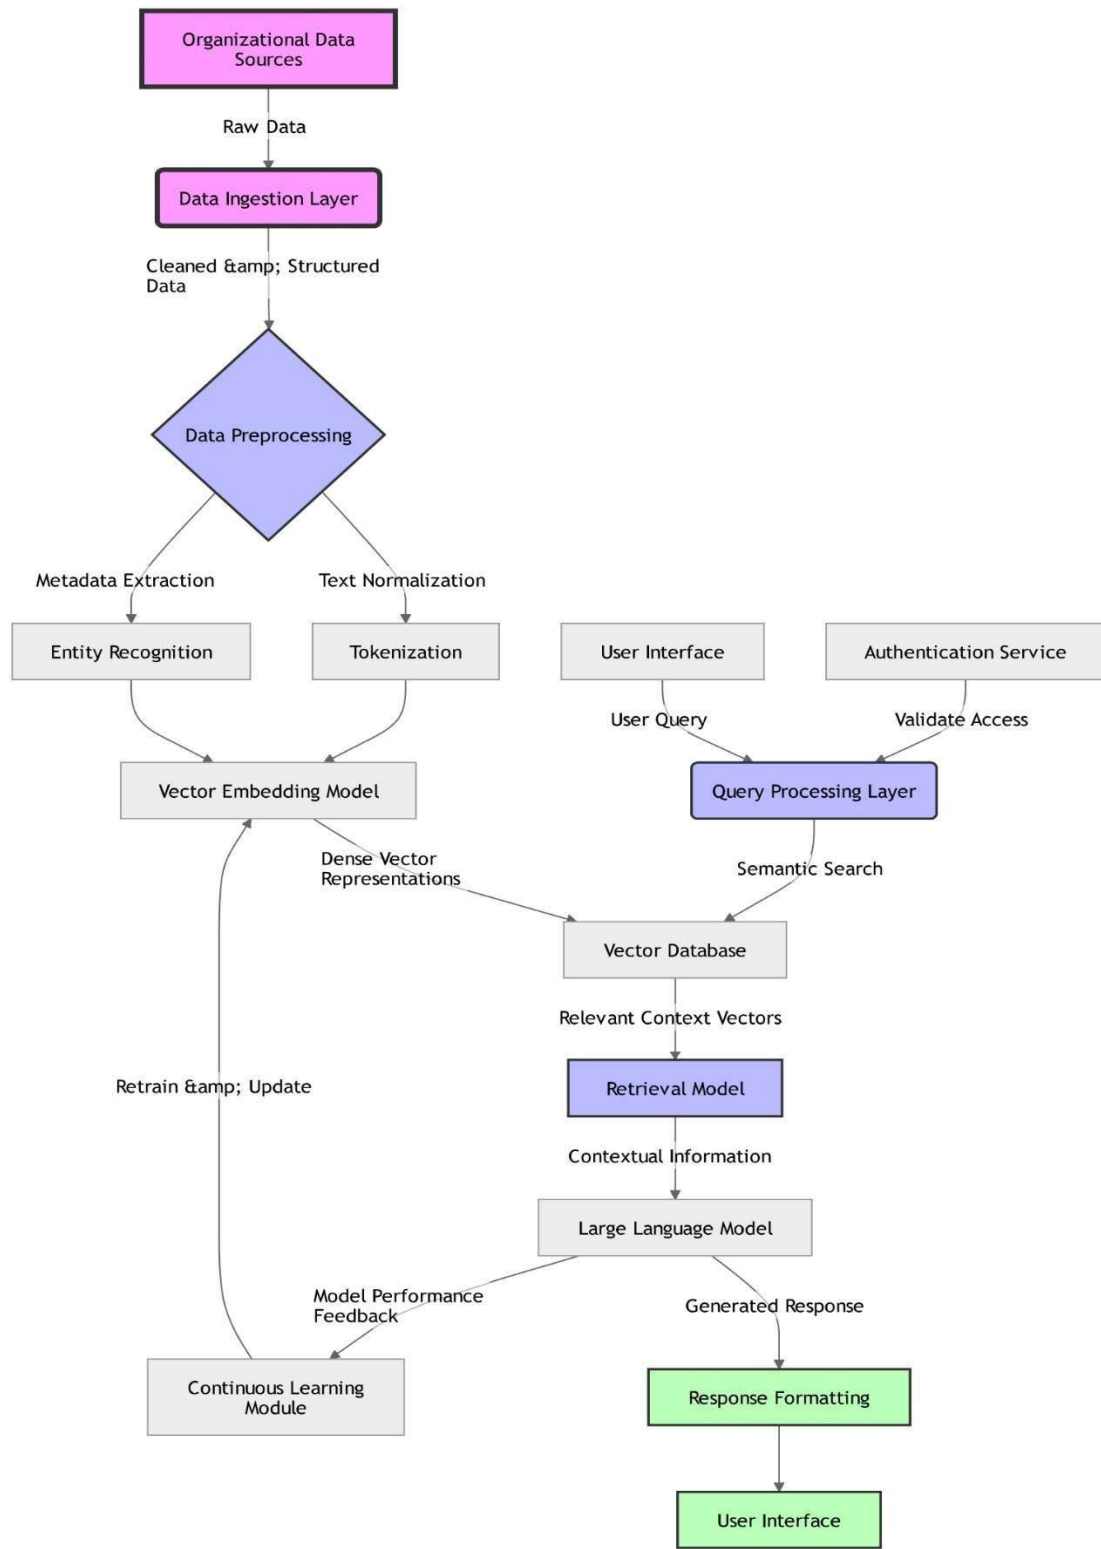 Organizational Data
Sources
Raw Data
Data Ingestion Layer
Cleaned &amp; Structured
Data
Data Preprocessing
Metadata Extraction
Text Normalization
Entity Recognition
Tokenization
User Interface
Authentication Service
User Query
Validate Access
Vector Embedding Model
Query Processing Layer
Dense Vector
Representations
Semantic Search
Vector Database
Relevant Context Vectors
Retrain &amp; Update
Retrieval Model
Contextual Information
Large Language Model
Model Performance
Feedback
Generated Response
Continuous Learning
Module
Response Formatting
User Interface